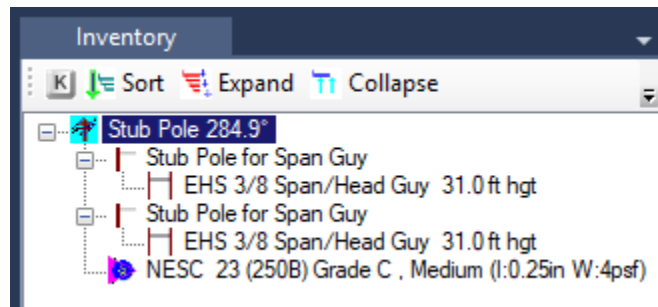 Inventory
K Sort Expand Collapse
Stub Pole 284.9°
Stub Pole for Span Guy
EHS 3/8 Span/Head Guy 31.0 ft hgt
Stub Pole for Span Guy
EHS 3/8 Span/Head Guy 31.0 ft hgt
NESC 23 (250B) Grade C , Medium (I:0.25in W:4psf)